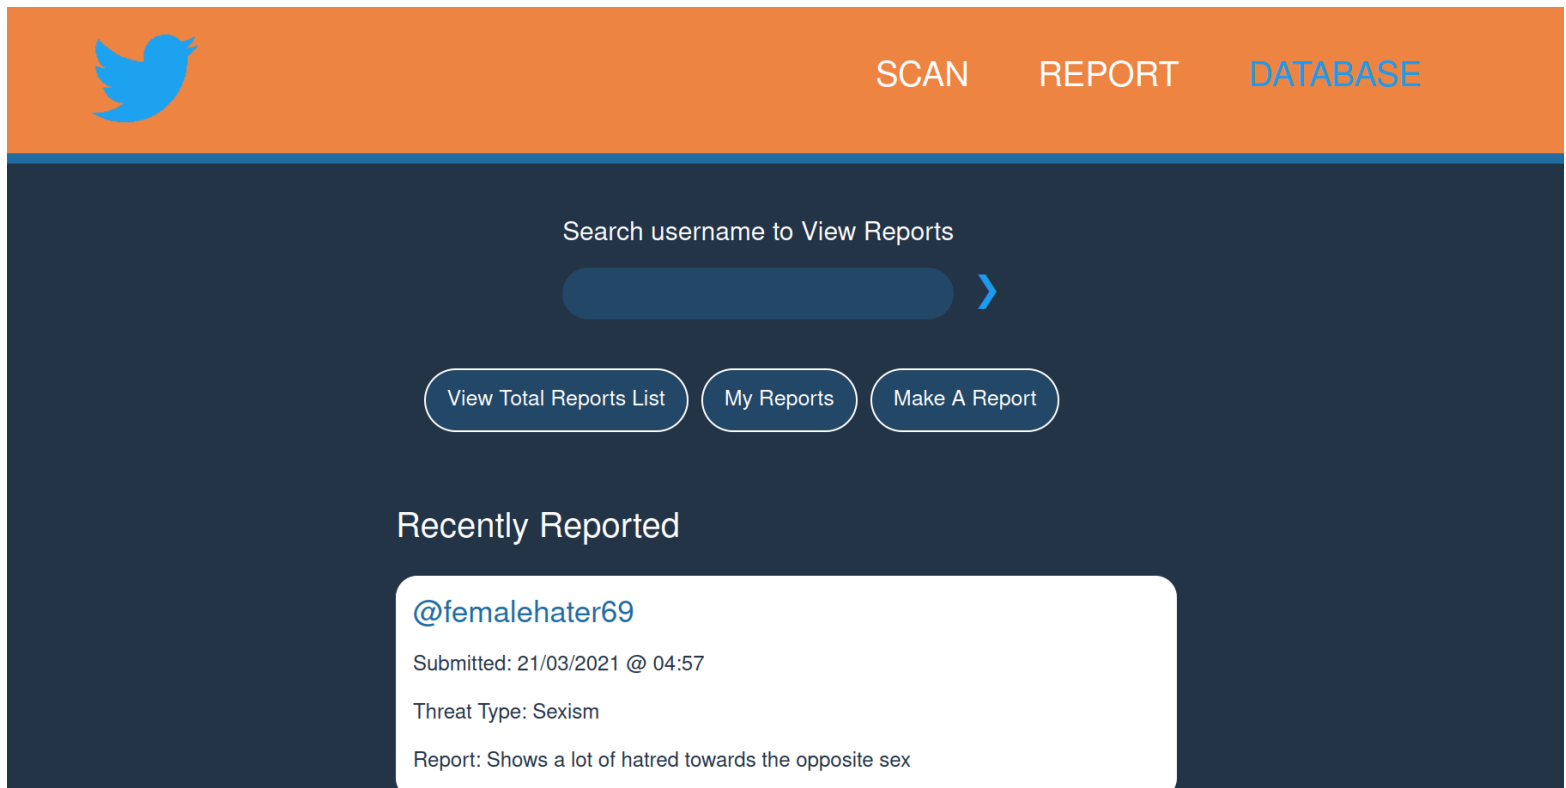 SCAN REPORT DATABASE
Search username to View Reports
❯
View Total Reports List My Reports Make A Report
Recently Reported
@femalehater69
Submitted: 21/03/2021 @ 04:57
Threat Type: Sexism
Report: Shows a lot of hatred towards the opposite sex